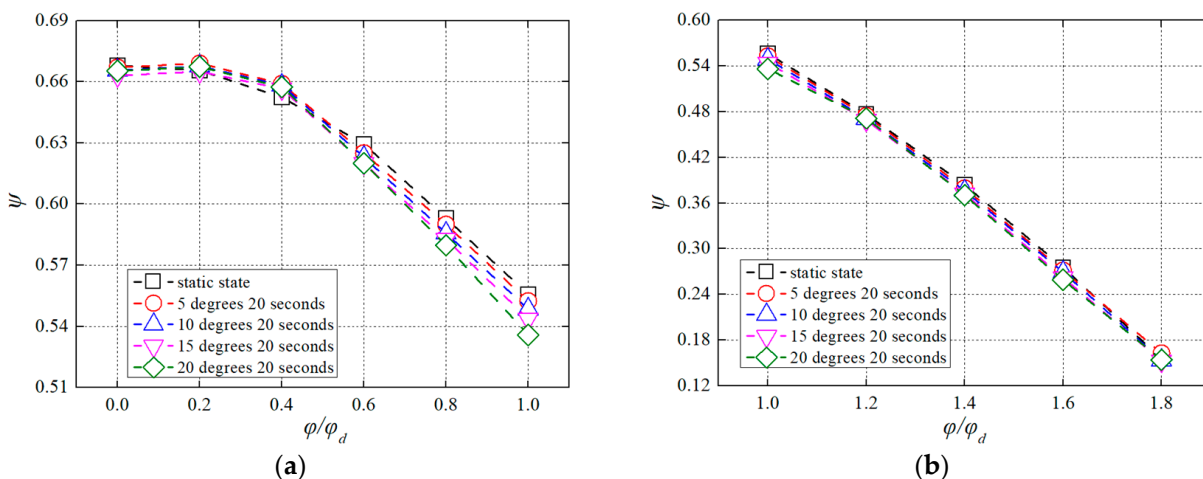 0.69
0.66
0.63
0.60
0.57
0.54
0.51
ψ
static state
5 degrees 20 seconds
10 degrees 20 seconds
15 degrees 20 seconds
20 degrees 20 seconds
0.0 0.2 0.4 0.6 0.8 1.0
φ/φ_d
(a)
0.60
0.54
0.48
0.42
0.36
0.30
0.24
0.18
0.12
ψ
static state
5 degrees 20 seconds
10 degrees 20 seconds
15 degrees 20 seconds
20 degrees 20 seconds
1.0 1.2 1.4 1.6 1.8
φ/φ_d
(b)